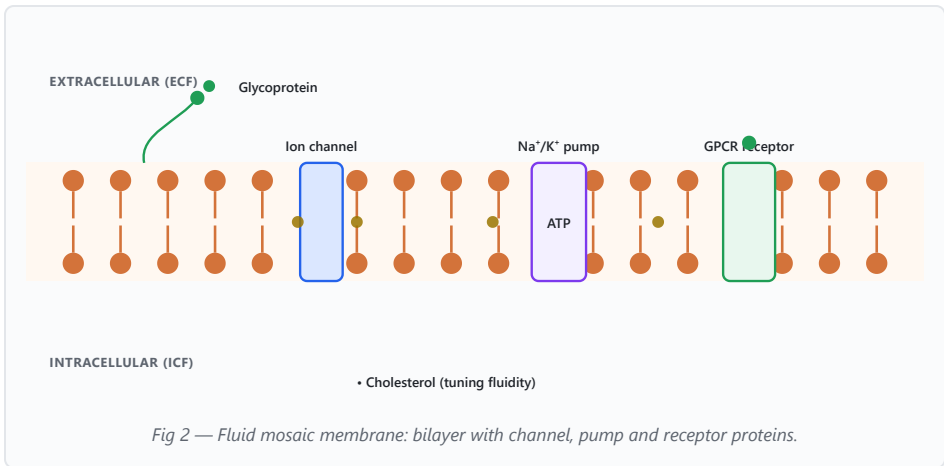 EXTRACELLULAR (ECF)
Glycoprotein
Ion channel
Na⁺/K⁺ pump
GPCR receptor
ATP
INTRACELLULAR (ICF)
• Cholesterol (tuning fluidity)
Fig 2 — Fluid mosaic membrane: bilayer with channel, pump and receptor proteins.